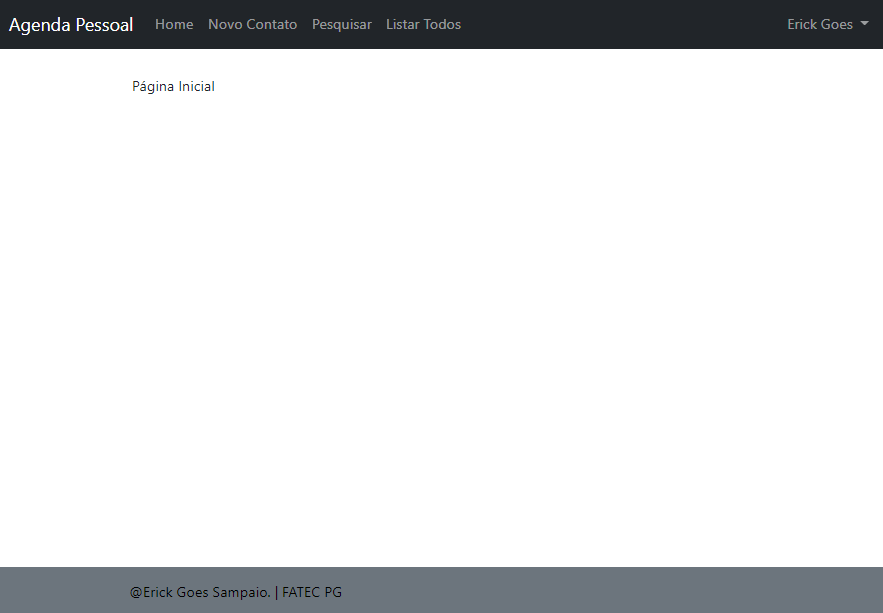 Agenda Pessoal Home Novo Contato Pesquisar Listar Todos Erick Goes
Página Inicial
@Erick Goes Sampaio. | FATEC PG